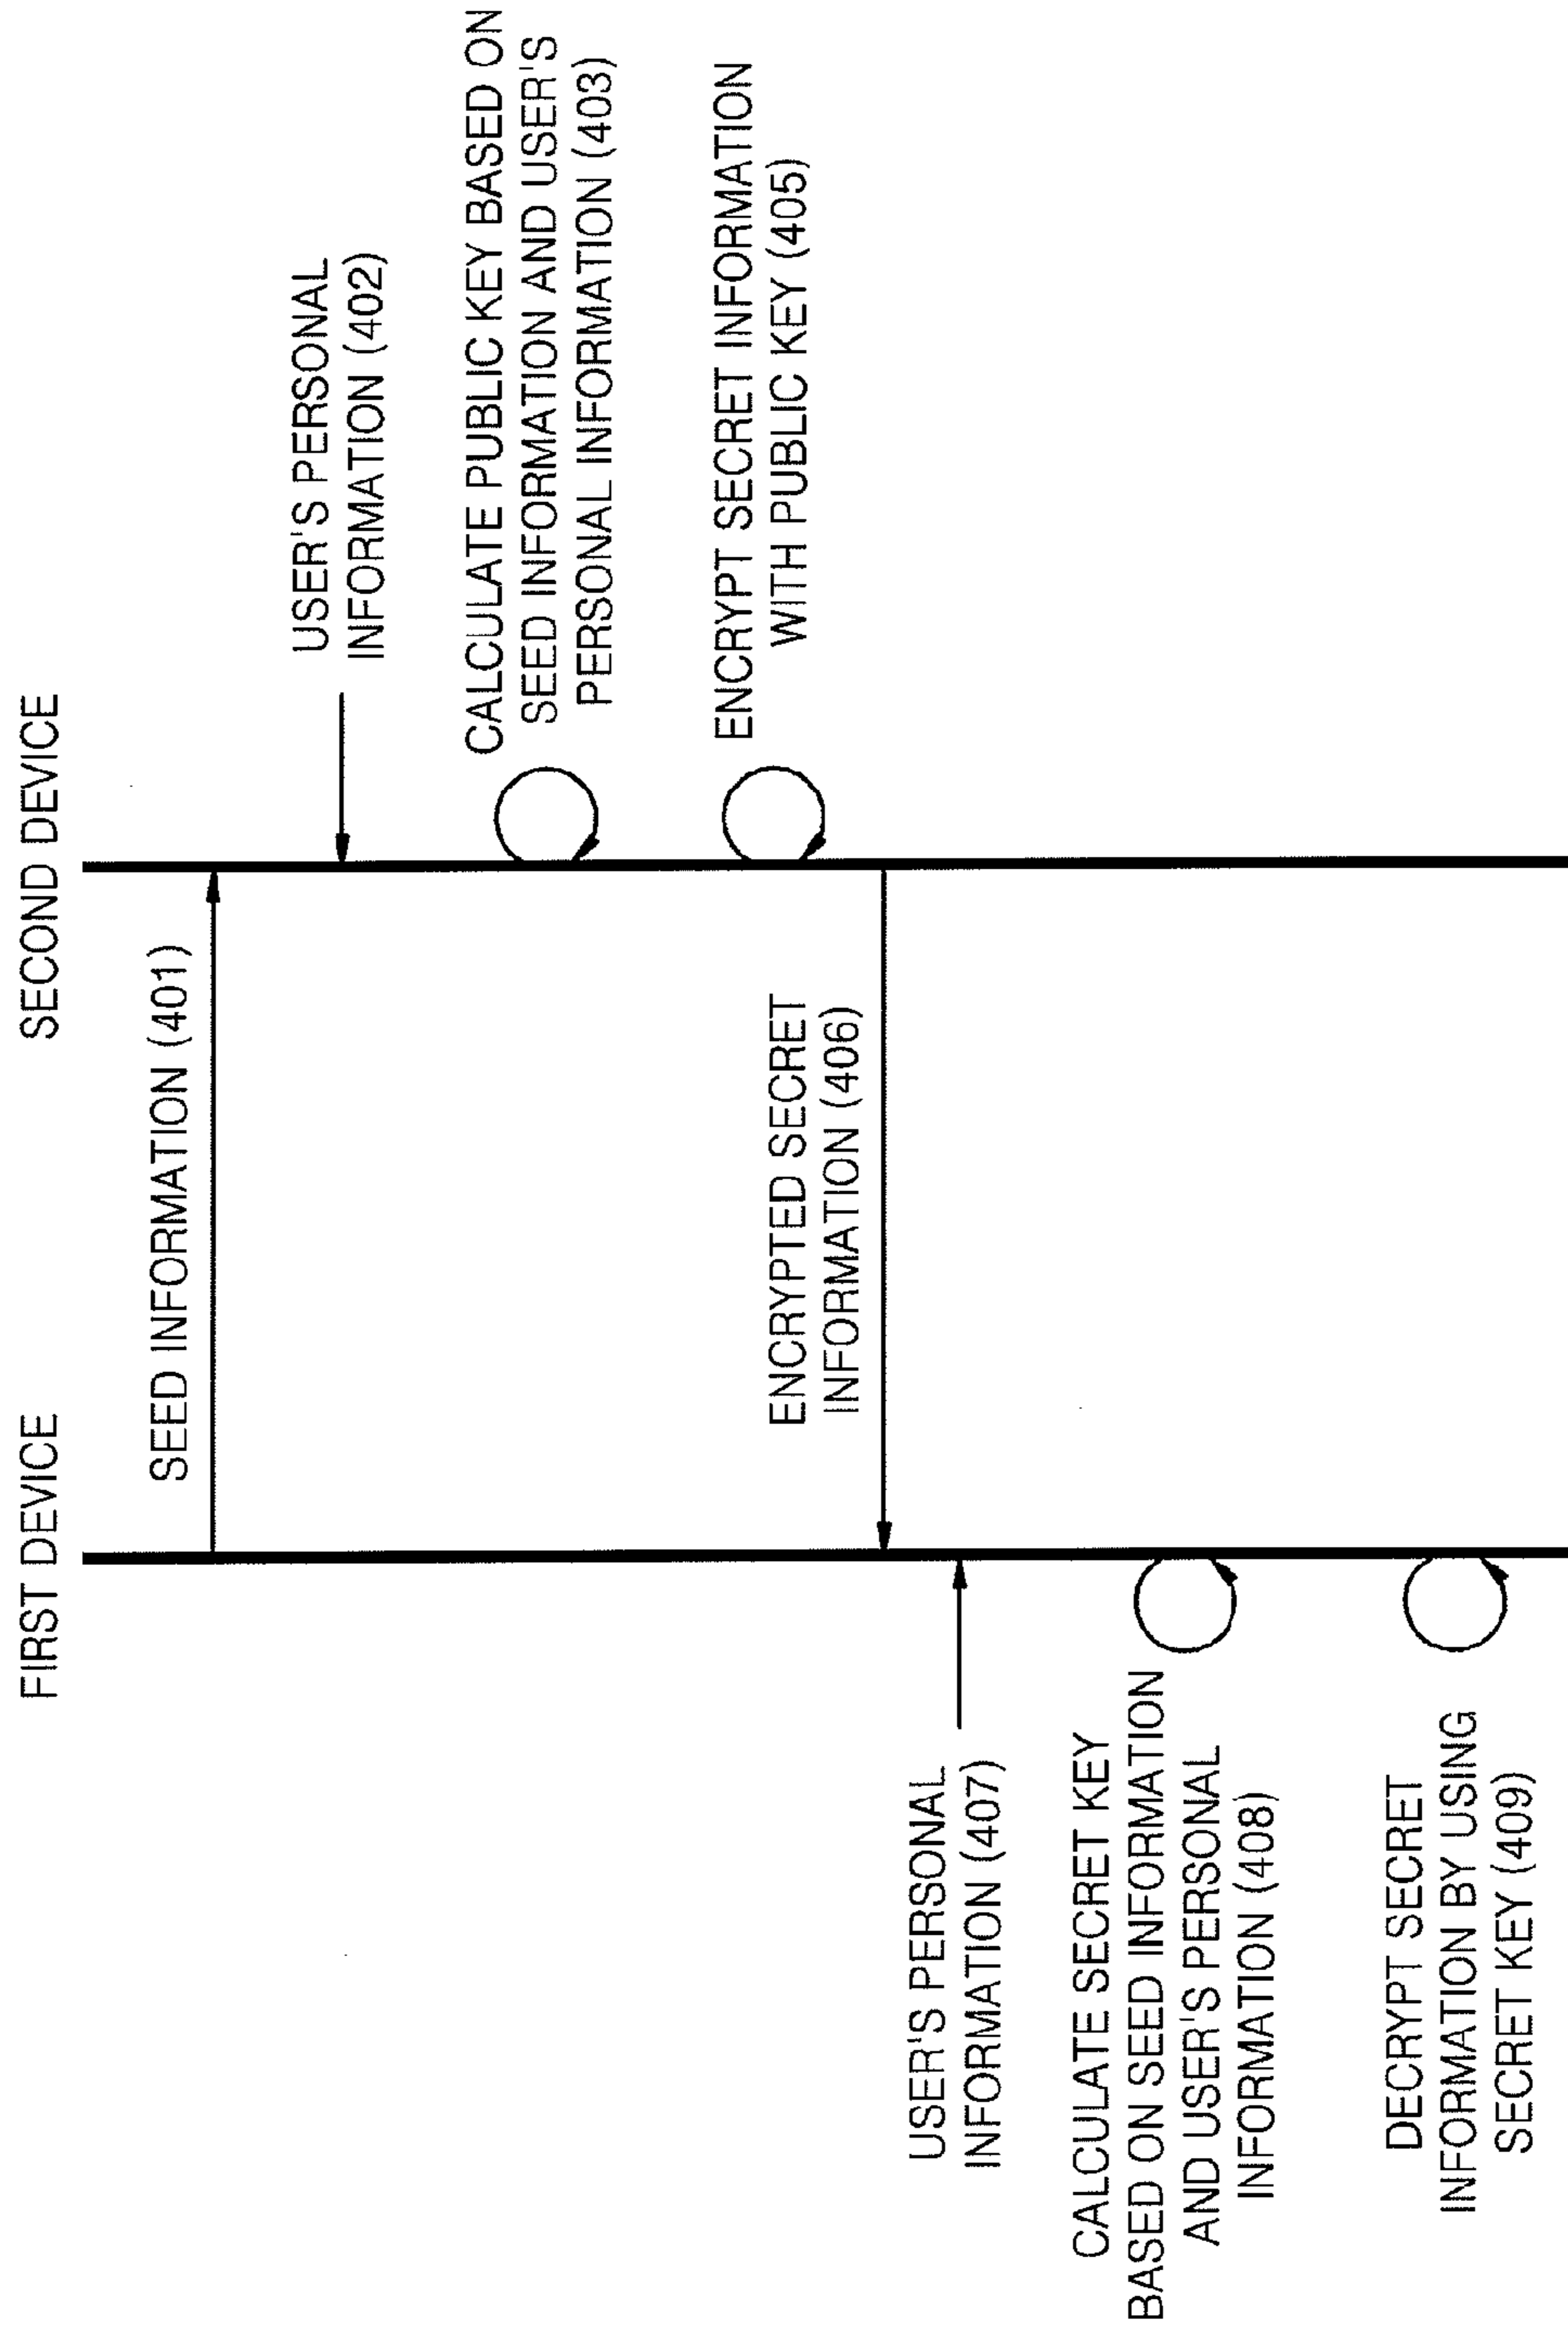 FIRST DEVICE
SECOND DEVICE
SEED INFORMATION (401)
USER'S PERSONAL
INFORMATION (402)
CALCULATE PUBLIC KEY BASED ON
SEED INFORMATION AND USER'S
PERSONAL INFORMATION (403)
ENCRYPT SECRET INFORMATION
WITH PUBLIC KEY (405)
ENCRYPTED SECRET
INFORMATION (406)
USER'S PERSONAL
INFORMATION (407)
CALCULATE SECRET KEY
BASED ON SEED INFORMATION
AND USER'S PERSONAL
INFORMATION (408)
DECRYPT SECRET
INFORMATION BY USING
SECRET KEY (409)